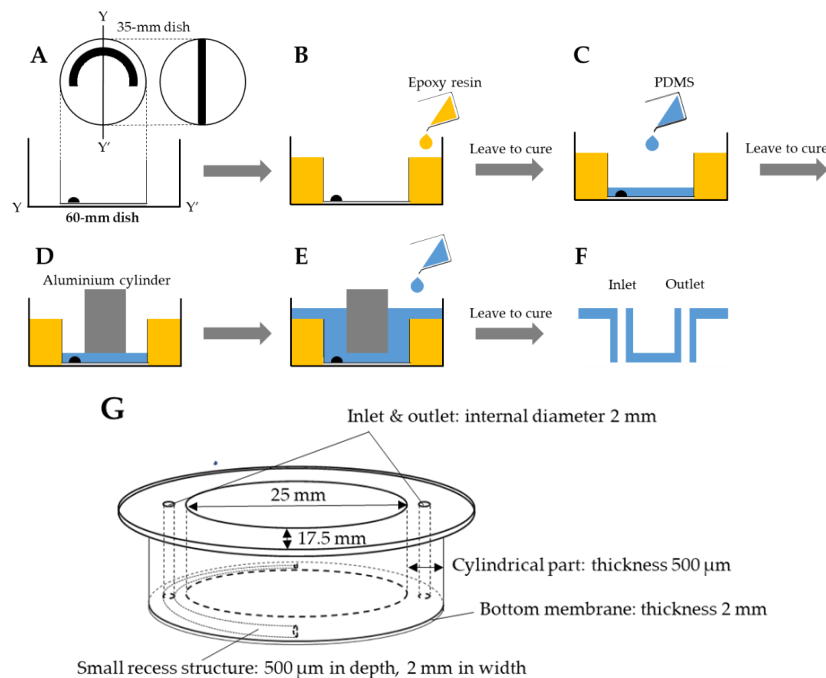 Y
35-mm dish
A
B
C
Epoxy resin
PDMS
Leave to cure
Leave to cure
Y′
Y
Y′
60-mm dish
D
E
F
Aluminium cylinder
Inlet
Outlet
Leave to cure
G
Inlet & outlet: internal diameter 2 mm
25 mm
17.5 mm
Cylindrical part: thickness 500 µm
Bottom membrane: thickness 2 mm
Small recess structure: 500 µm in depth, 2 mm in width